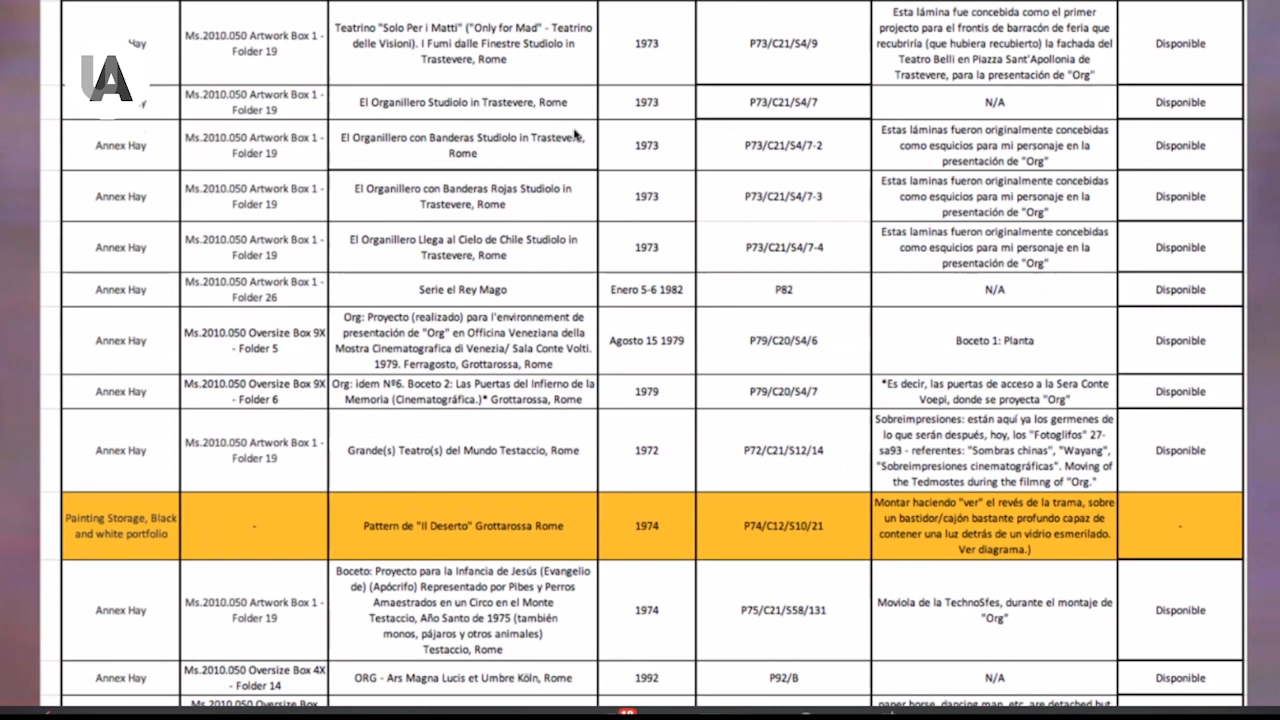 UA
Hay
Ms.2010.050 Artwork Box 1 -
Folder 19
Teatrino "Solo Per i Matti" ("Only for Mad" - Teatrino
delle Visioni). I Fumi dalle Finestre Studiolo in
Trastevere, Rome
1973
P73/C21/S4/9
Esta lámina fue concebida como el primer
projecto para el frontis de barracón de feria que
recubriría (que hubiera recubierto) la fachada del
Teatro Belli en Piazza Sant'Apollonia de
Trastevere, para la presentación de "Org"
Disponible
Ms.2010.050 Artwork Box 1 -
Folder 19
El Organillero Studiolo in Trastevere, Rome
1973
P73/C21/S4/7
N/A
Disponible
Annex Hay
Ms.2010.050 Artwork Box 1 -
Folder 19
El Organillero con Banderas Studiolo in Trastevere,
Rome
1973
P73/C21/S4/7-2
Estas láminas fueron originalmente concebidas
como esquicios para mi personaje en la
presentación de "Org"
Disponible
Annex Hay
Ms.2010.050 Artwork Box 1 -
Folder 19
El Organillero con Banderas Rojas Studiolo in
Trastevere, Rome
1973
P73/C21/S4/7-3
Estas laminas fueron originalmente concebidas
como esquicios para mi personaje en la
presentación de "Org"
Disponible
Annex Hay
Ms.2010.050 Artwork Box 1 -
Folder 19
El Organillero Llega al Cielo de Chile Studiolo in
Trastevere, Rome
1973
P73/C21/S4/7-4
Estas laminas fueron originalmente concebidas
como esquicios para mi personaje en la
presentación de "Org"
Disponible
Annex Hay
Ms.2010.050 Artwork Box 1 -
Folder 26
Serie el Rey Mago
Enero 5-6 1982
P82
N/A
Disponible
Annex Hay
Ms.2010.050 Oversize Box 9X
- Folder 5
Org: Proyecto (realizado) para l'environnement de
presentación de "Org" en Officina Veneziana della
Mostra Cinematografica di Venezia/ Sala Conte Volti.
1979. Ferragosto, Grottarossa, Rome
Agosto 15 1979
P79/C20/S4/6
Boceto 1: Planta
Disponible
Annex Hay
Ms.2010.050 Oversize Box 9X
- Folder 6
Org: idem Nº6. Boceto 2: Las Puertas del Infierno de la
Memoria (Cinematográfica.)* Grottarossa, Rome
1979
P79/C20/S4/7
*Es decir, las puertas de acceso a la Sera Conte
Voepi, donde se proyecta "Org"
Disponible
Annex Hay
Ms.2010.050 Artwork Box 1 -
Folder 19
Grande(s) Teatro(s) del Mundo Testaccio, Rome
1972
P72/C21/S12/14
Sobreimpresiones: están aquí ya los germenes de
lo que serán después, hoy, los "Fotoglifos" 27-
sa93 - referentes: "Sombras chinas", "Wayang",
"Sobreimpresiones cinematográficas". Moving of
the Tedmostes during the filmng of "Org."
Disponible
Painting Storage, Black
and white portfolio
-
Pattern de "Il Deserto" Grottarossa Rome
1974
P74/C12/S10/21
Montar haciendo "ver" el revés de la trama, sobre
un bastidor/cajón bastante profundo capaz de
contener una luz detrás de un vidrio esmerilado.
Ver diagrama.)
-
Annex Hay
Ms.2010.050 Artwork Box 1 -
Folder 19
Boceto: Proyecto para la Infancia de Jesús (Evangelio
de) (Apócrifo) Representado por Pibes y Perros
Amaestrados en un Circo en el Monte
Testaccio, Año Santo de 1975 (también
monos, pájaros y otros animales)
Testaccio, Rome
1974
P75/C21/S58/131
Moviola de la TechnoSfes, durante el montaje de
"Org"
Disponible
Annex Hay
Ms.2010.050 Oversize Box 4X
- Folder 14
ORG - Ars Magna Lucis et Umbre Köln, Rome
1992
P92/B
N/A
Disponible
Ms.2010.050 Oversize Box
paper horse, dancing man, etc. are detached but